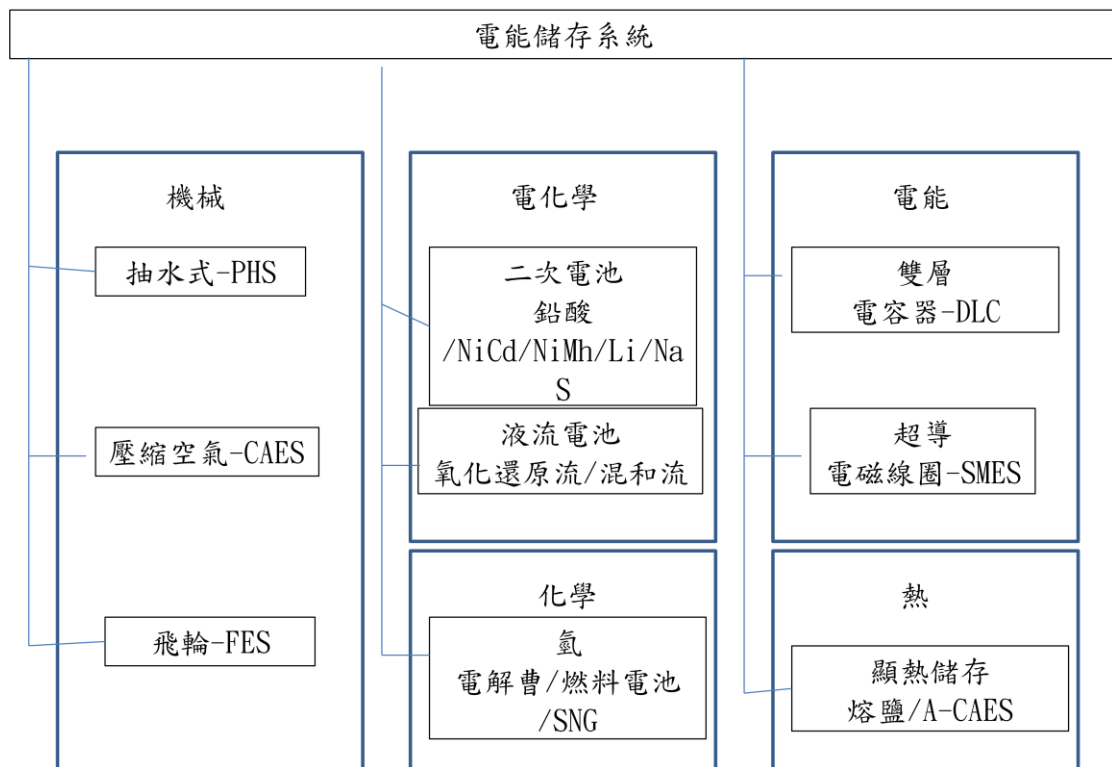 電能儲存系統
機械
抽水式-PHS
壓縮空氣-CAES
飛輪-FES
電化學
二次電池
鉛酸
/NiCd/NiMh/Li/Na
S
液流電池
氧化還原流/混和流
化學
氫
電解曹/燃料電池
/SNG
電能
雙層
電容器-DLC
超導
電磁線圈-SMES
熱
顯熱儲存
熔鹽/A-CAES